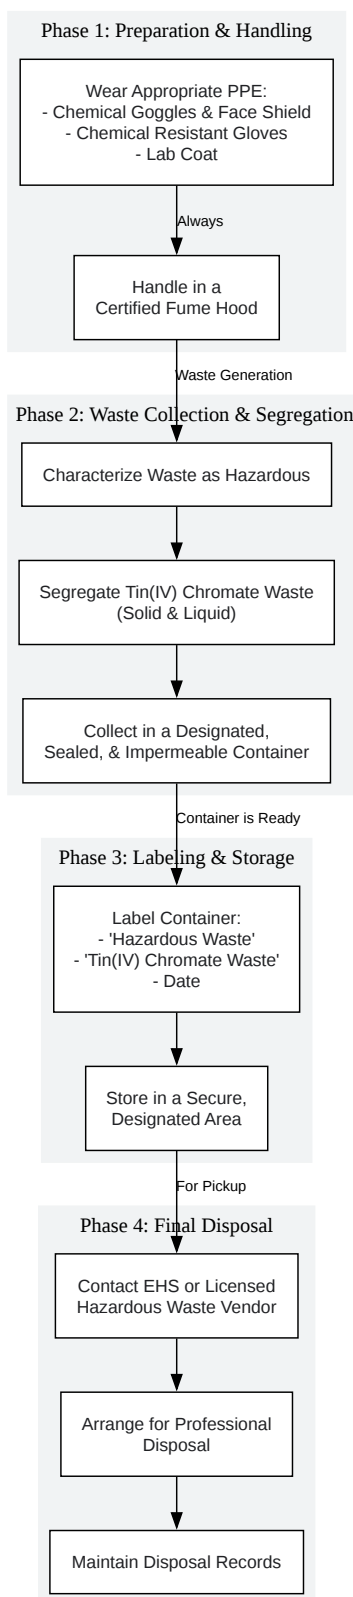 Phase 1: Preparation & Handling
Wear Appropriate PPE:
- Chemical Goggles & Face Shield
- Chemical Resistant Gloves
- Lab Coat
Always
Handle in a
Certified Fume Hood
Waste Generation
Phase 2: Waste Collection & Segregation
Characterize Waste as Hazardous
Segregate Tin(IV) Chromate Waste
(Solid & Liquid)
Collect in a Designated,
Sealed, & Impermeable Container
Container is Ready
Phase 3: Labeling & Storage
Label Container:
- 'Hazardous Waste'
- 'Tin(IV) Chromate Waste'
- Date
Store in a Secure,
Designated Area
For Pickup
Phase 4: Final Disposal
Contact EHS or Licensed
Hazardous Waste Vendor
Arrange for Professional
Disposal
Maintain Disposal Records